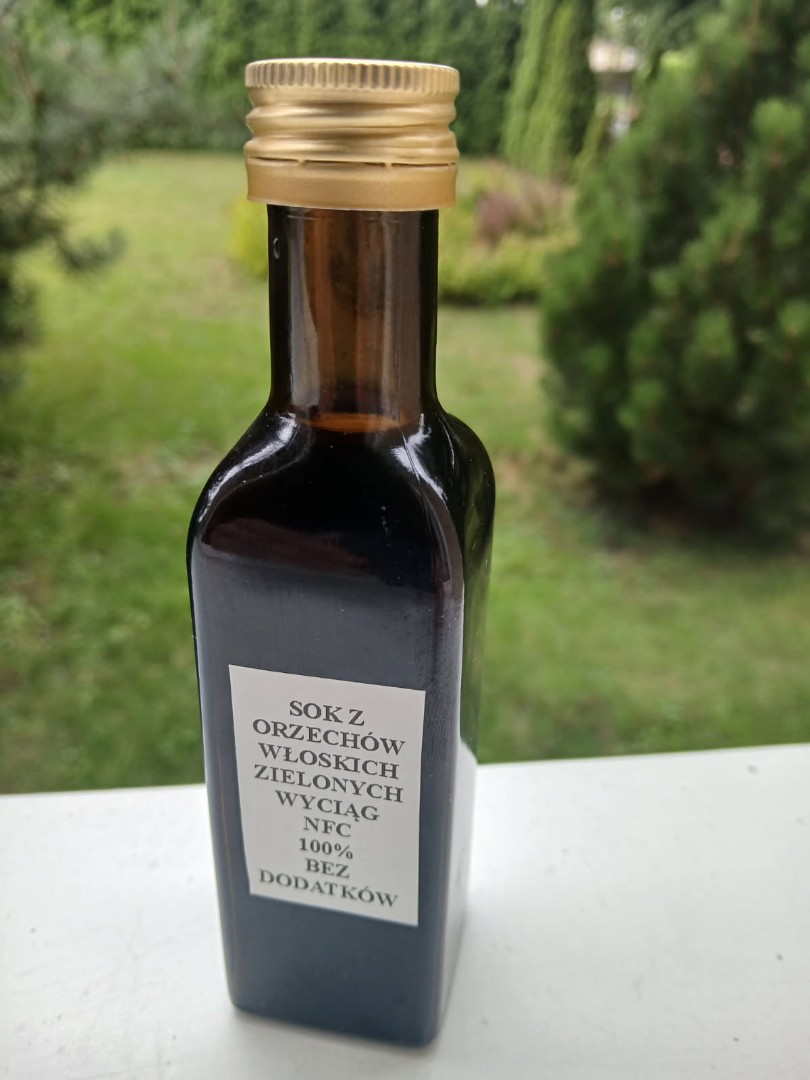 SOK Z
ORZECHÓW
WŁOSKICH
ZIELONYCH
WYCIĄG
NFC
100%
BEZ
DODATKÓW